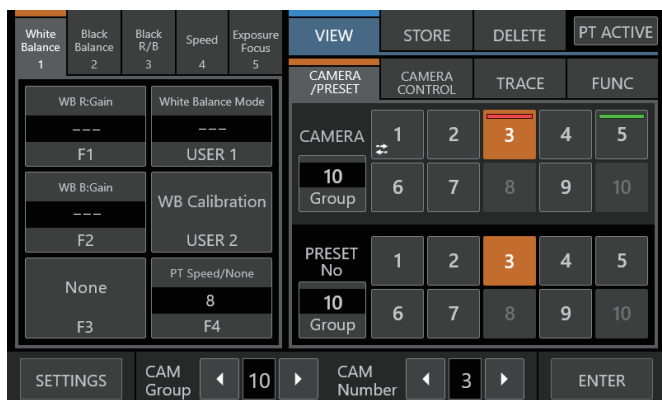 White
Balance
1
Black
Balance
2
Black
R/B
3
Speed
4
Exposure
Focus
5
VIEW
STORE
DELETE
PT ACTIVE
CAMERA
/PRESET
CAMERA
CONTROL
TRACE
FUNC
WB R:Gain
---
F1
White Balance Mode
---
USER 1
WB B:Gain
---
F2
WB Calibration
USER 2
None
F3
PT Speed/None
8
F4
CAMERA
1
2
3
4
5
10
Group
6
7
8
9
10
PRESET
No
1
2
3
4
5
10
Group
6
7
8
9
10
SETTINGS
CAM
Group
10
CAM
Number
3
ENTER